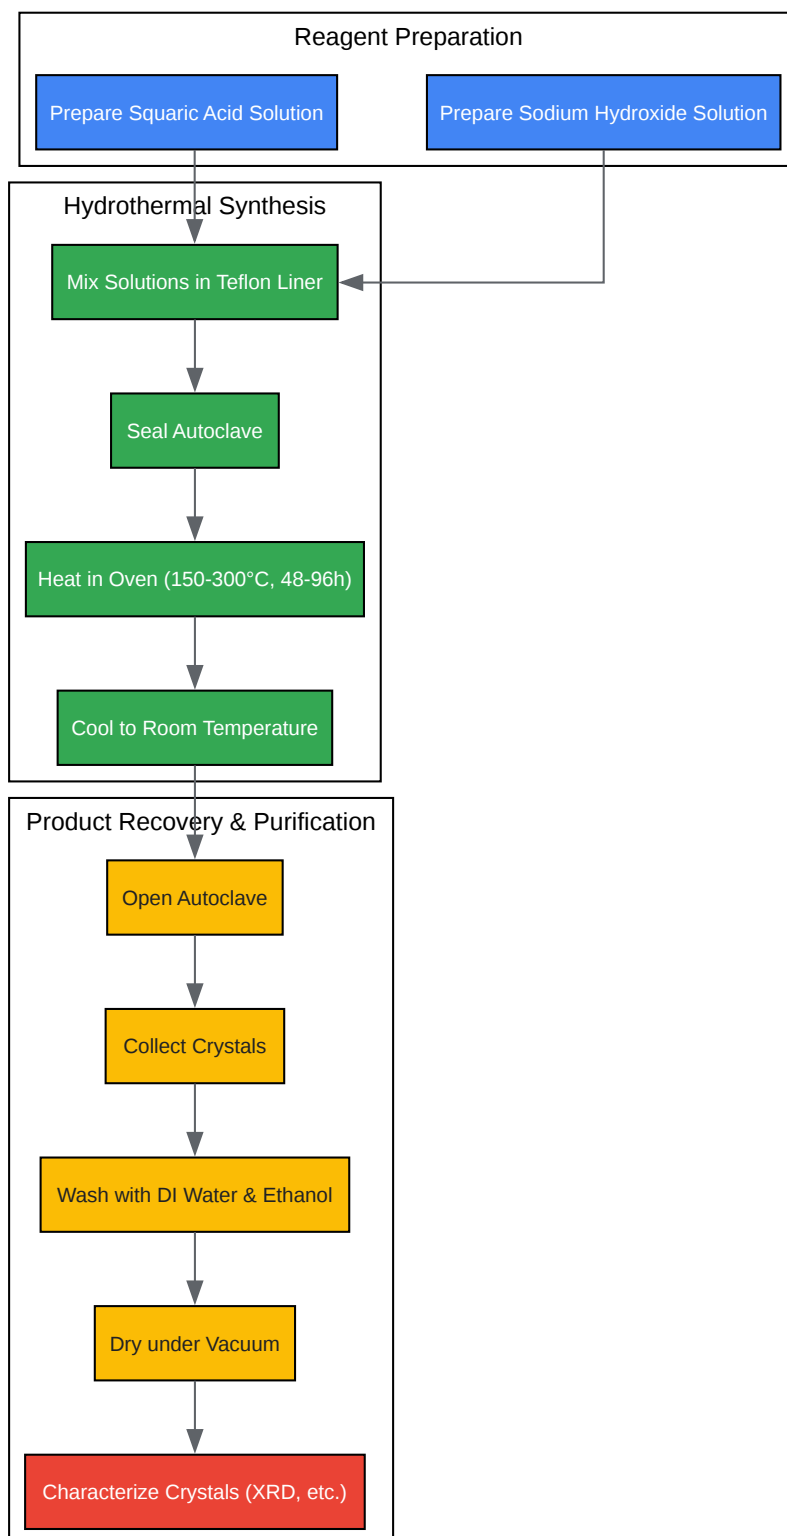 Reagent Preparation
Prepare Squaric Acid Solution
Prepare Sodium Hydroxide Solution
Hydrothermal Synthesis
Mix Solutions in Teflon Liner
Seal Autoclave
Heat in Oven (150-300°C, 48-96h)
Cool to Room Temperature
Product Recovery & Purification
Open Autoclave
Collect Crystals
Wash with DI Water & Ethanol
Dry under Vacuum
Characterize Crystals (XRD, etc.)